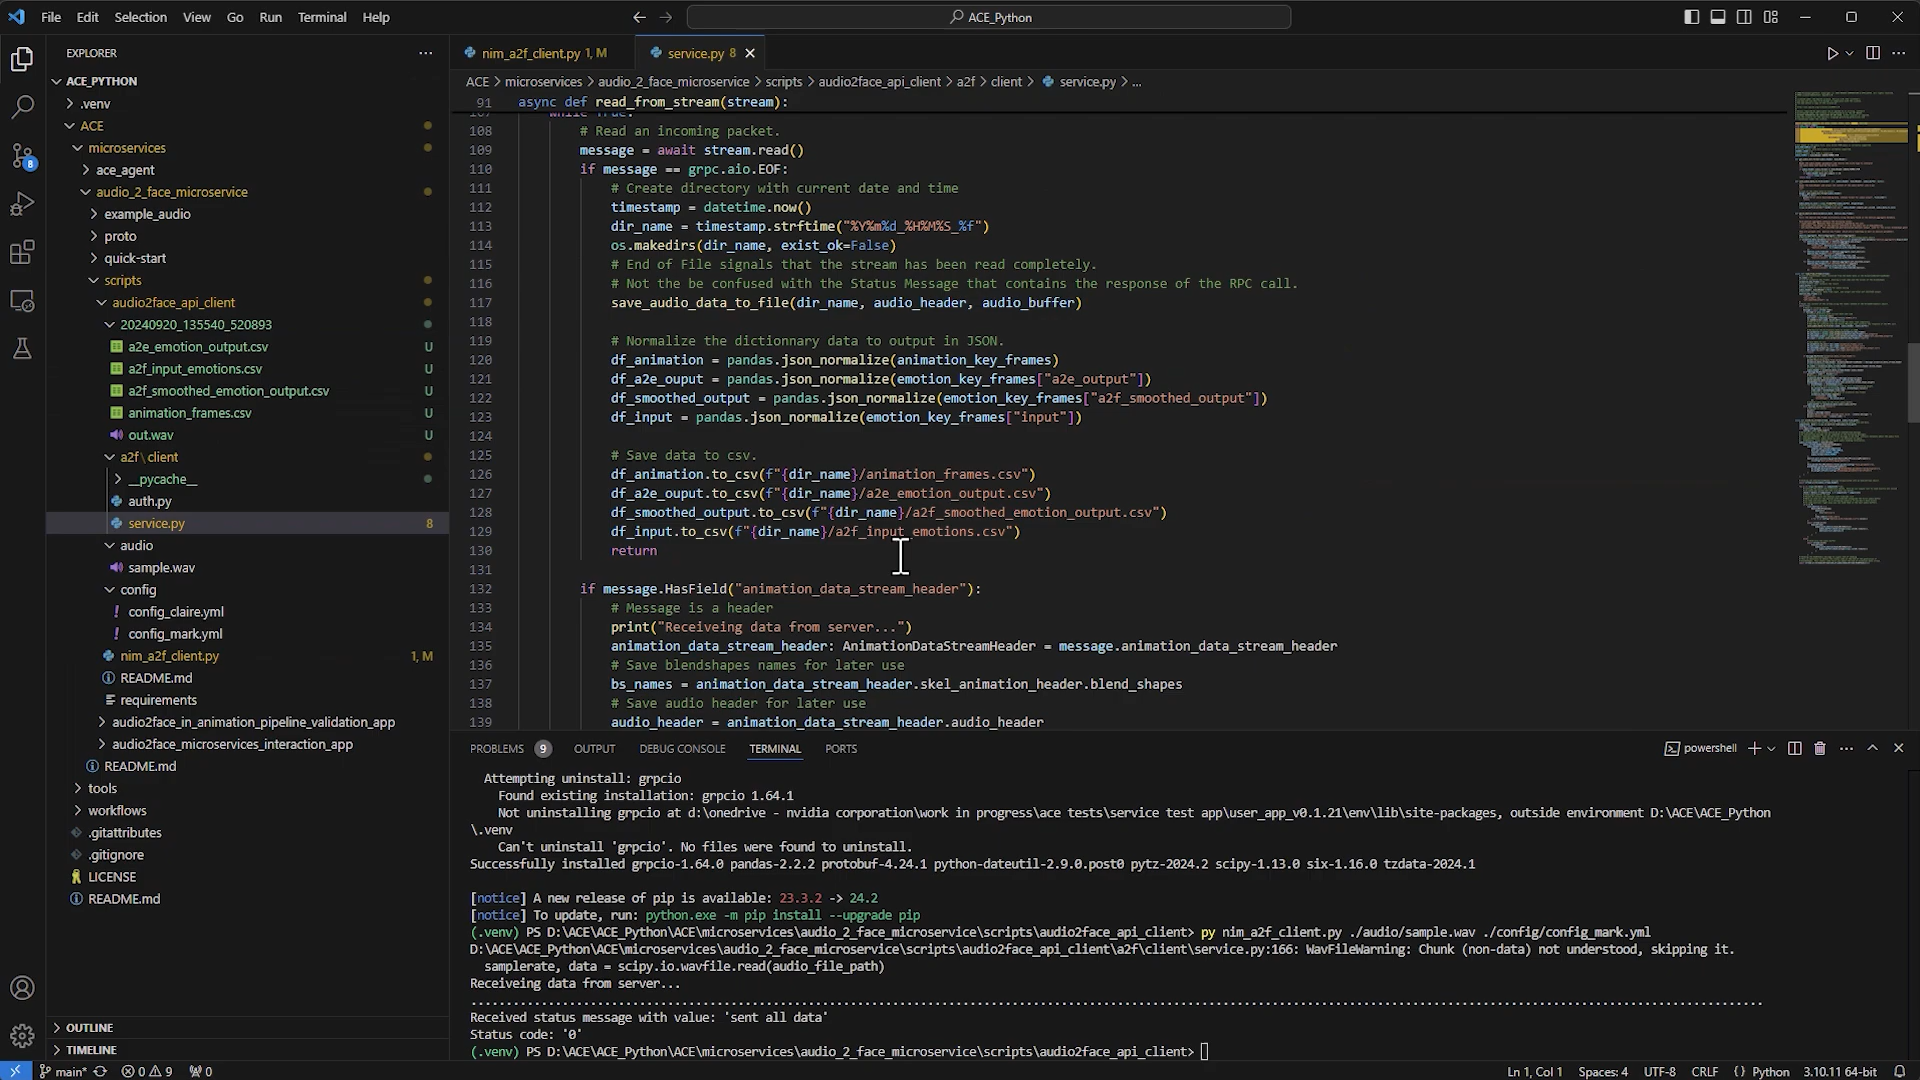 File Edit Selection View Go Run Terminal Help
ACE_Python
EXPLORER
ACE_PYTHON
.venv
ACE
microservices
ace_agent
audio_2_face_microservice
example_audio
proto
quick-start
scripts
audio2face_api_client
20240920_135540_520893
a2e_emotion_output.csv U
a2f_input_emotions.csv U
a2f_smoothed_emotion_output.csv U
animation_frames.csv U
out.wav U
a2f\client
__pycache__
auth.py
service.py 8
audio
sample.wav
config
config_claire.yml
config_mark.yml
nim_a2f_client.py 1, M
README.md
requirements
audio2face_in_animation_pipeline_validation_app
audio2face_microservices_interaction_app
README.md
tools
workflows
.gitattributes
.gitignore
LICENSE
README.md
OUTLINE
TIMELINE
8
nim_a2f_client.py 1, M
service.py 8
ACE > microservices > audio_2_face_microservice > scripts > audio2face_api_client > a2f > client > service.py > ...
91 async def read_from_stream(stream):
107 while True:
108 # Read an incoming packet.
109 message = await stream.read()
110 if message == grpc.aio.EOF:
111 # Create directory with current date and time
112 timestamp = datetime.now()
113 dir_name = timestamp.strftime("%Y%m%d_%H%M%S_%f")
114 os.makedirs(dir_name, exist_ok=False)
115 # End of File signals that the stream has been read completely.
116 # Not the be confused with the Status Message that contains the response of the RPC call.
117 save_audio_data_to_file(dir_name, audio_header, audio_buffer)
118
119 # Normalize the dictionnary data to output in JSON.
120 df_animation = pandas.json_normalize(animation_key_frames)
121 df_a2e_ouput = pandas.json_normalize(emotion_key_frames["a2e_output"])
122 df_smoothed_output = pandas.json_normalize(emotion_key_frames["a2f_smoothed_output"])
123 df_input = pandas.json_normalize(emotion_key_frames["input"])
124
125 # Save data to csv.
126 df_animation.to_csv(f"{dir_name}/animation_frames.csv")
127 df_a2e_ouput.to_csv(f"{dir_name}/a2e_emotion_output.csv")
128 df_smoothed_output.to_csv(f"{dir_name}/a2f_smoothed_emotion_output.csv")
129 df_input.to_csv(f"{dir_name}/a2f_input_emotions.csv")
130 return
131
132 if message.HasField("animation_data_stream_header"):
133 # Message is a header
134 print("Receiveing data from server...")
135 animation_data_stream_header: AnimationDataStreamHeader = message.animation_data_stream_header
136 # Save blendshapes names for later use
137 bs_names = animation_data_stream_header.skel_animation_header.blend_shapes
138 # Save audio header for later use
139 audio_header = animation_data_stream_header.audio_header
PROBLEMS 9 OUTPUT DEBUG CONSOLE TERMINAL PORTS powershell
Attempting uninstall: grpcio
Found existing installation: grpcio 1.64.1
Not uninstalling grpcio at d:\onedrive - nvidia corporation\work in progress\ace tests\service test app\user_app_v0.1.21\env\lib\site-packages, outside environment D:\ACE\ACE_Python
\.venv
Can't uninstall 'grpcio'. No files were found to uninstall.
Successfully installed grpcio-1.64.0 pandas-2.2.2 protobuf-4.24.1 python-dateutil-2.9.0.post0 pytz-2024.2 scipy-1.13.0 six-1.16.0 tzdata-2024.1
[notice] A new release of pip is available: 23.3.2 -> 24.2
[notice] To update, run: python.exe -m pip install --upgrade pip
(.venv) PS D:\ACE\ACE_Python\ACE\microservices\audio_2_face_microservice\scripts\audio2face_api_client> py nim_a2f_client.py ./audio/sample.wav ./config/config_mark.yml
D:\ACE\ACE_Python\ACE\microservices\audio_2_face_microservice\scripts\audio2face_api_client\a2f\client\service.py:166: WavFileWarning: Chunk (non-data) not understood, skipping it.
samplerate, data = scipy.io.wavfile.read(audio_file_path)
Receiveing data from server...
Received status message with value: 'sent all data'
Status code: '0'
(.venv) PS D:\ACE\ACE_Python\ACE\microservices\audio_2_face_microservice\scripts\audio2face_api_client>
main* 0 9 0 Ln 1, Col 1 Spaces: 4 UTF-8 CRLF {} Python 3.10.11 64-bit